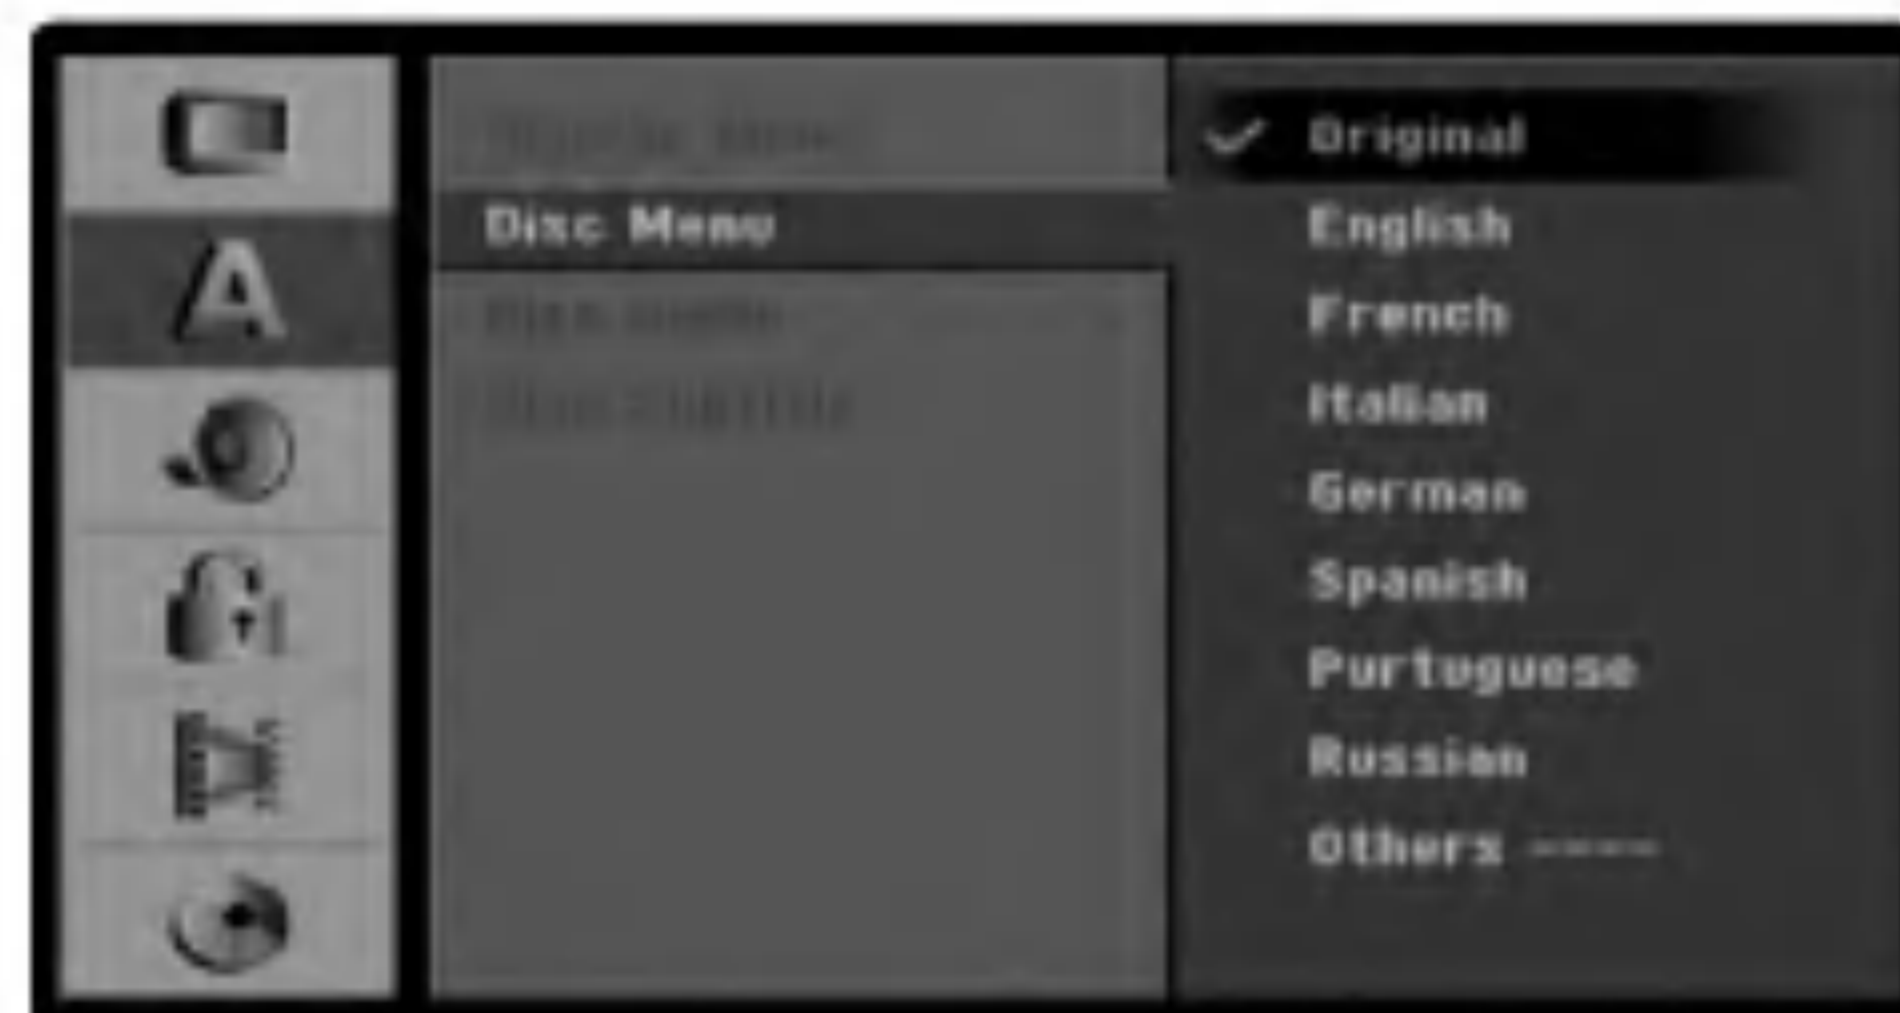 A
Disc Menu
Original
English
French
Italian
German
Spanish
Purtuguese
Russian
Others ----